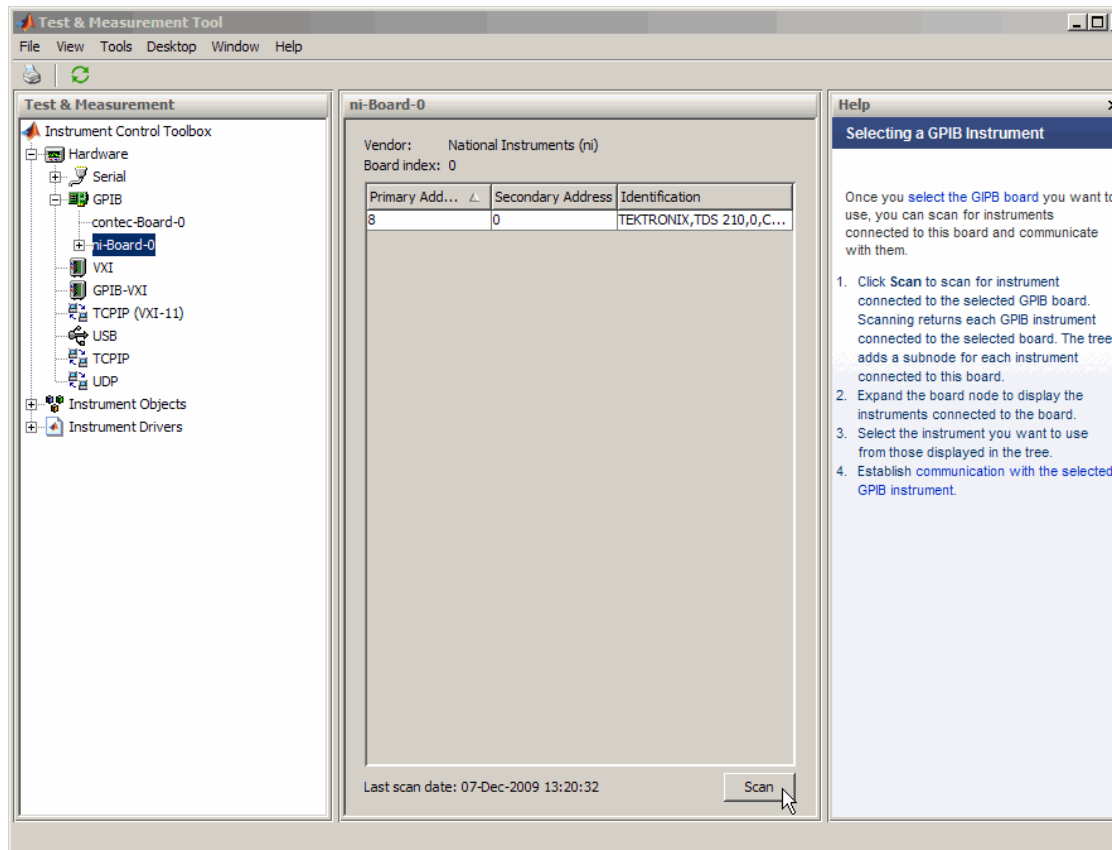 Test & Measurement Tool
File View Tools Desktop Window Help
Test & Measurement
Instrument Control Toolbox
Hardware
Serial
GPIB
contec-Board-0
ni-Board-0
VXI
GPIB-VXI
TCPIP (VXI-11)
USB
TCPIP
UDP
Instrument Objects
Instrument Drivers
ni-Board-0
Vendor: National Instruments (ni)
Board index: 0
Primary Add... Secondary Address Identification
8 0 TEKTRONIX,TDS 210,0,C...
Last scan date: 07-Dec-2009 13:20:32
Scan
Help
Selecting a GPIB Instrument
Once you select the GIPB board you want to
use, you can scan for instruments
connected to this board and communicate
with them.
1. Click Scan to scan for instrument
connected to the selected GPIB board.
Scanning returns each GPIB instrument
connected to the selected board. The tree
adds a subnode for each instrument
connected to this board.
2. Expand the board node to display the
instruments connected to the board.
3. Select the instrument you want to use
from those displayed in the tree.
4. Establish communication with the selected
GPIB instrument.